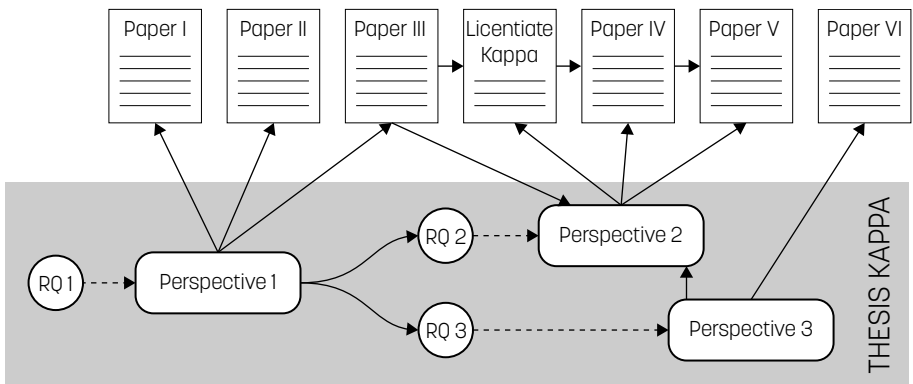 Paper I
Paper II
Paper III
Licentiate
Kappa
Paper IV
Paper V
Paper VI
RQ 1
Perspective 1
RQ 2
Perspective 2
RQ 3
Perspective 3
THESIS KAPPA